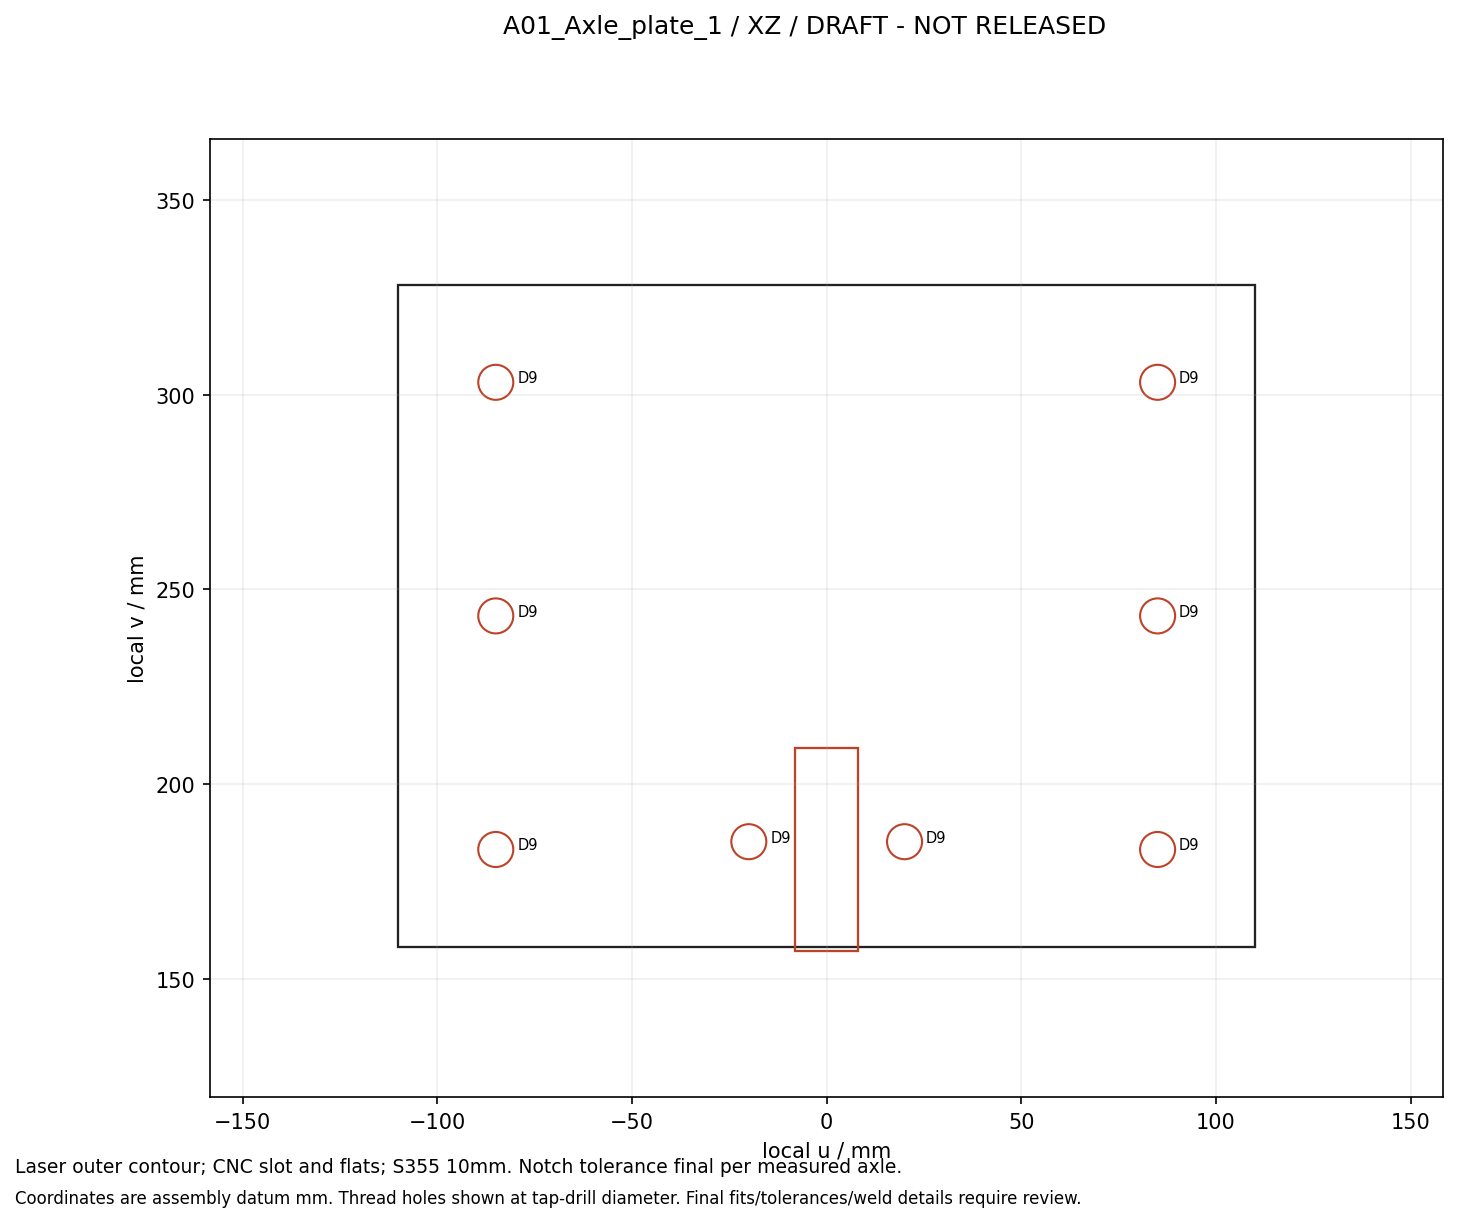 A01_Axle_plate_1 / XZ / DRAFT - NOT RELEASED
350
300
250
200
150
local v / mm
D9
D9
D9
D9
D9
D9
D9
D9
−150
−100
−50
0
50
100
150
local u / mm
Laser outer contour; CNC slot and flats; S355 10mm. Notch tolerance final per measured axle.
Coordinates are assembly datum mm. Thread holes shown at tap-drill diameter. Final fits/tolerances/weld details require review.